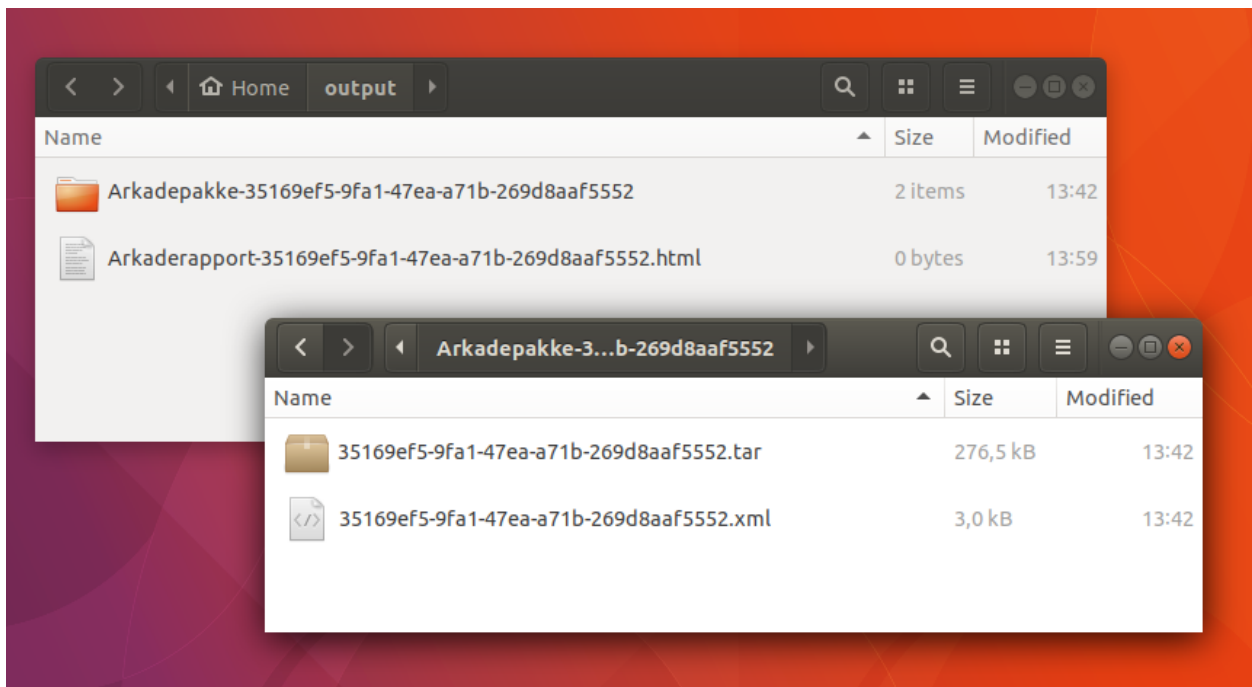 Home output
Name Size Modified
Arkadepakke-35169ef5-9fa1-47ea-a71b-269d8aaf5552 2 items 13:42
Arkaderapport-35169ef5-9fa1-47ea-a71b-269d8aaf5552.html 0 bytes 13:59
Arkadepakke-3...b-269d8aaf5552
Name Size Modified
35169ef5-9fa1-47ea-a71b-269d8aaf5552.tar 276,5 kB 13:42
35169ef5-9fa1-47ea-a71b-269d8aaf5552.xml 3,0 kB 13:42